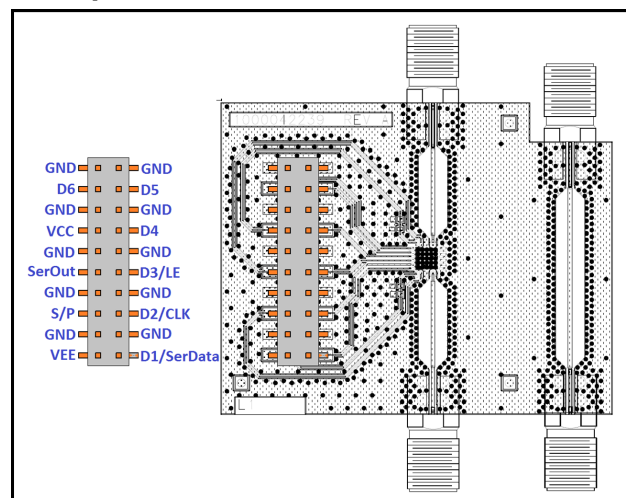 1000042239 REV A
GND GND
D6 D5
GND GND
VCC D4
GND GND
SerOut D3/LE
GND GND
S/P D2/CLK
GND GND
VEE D1/SerData